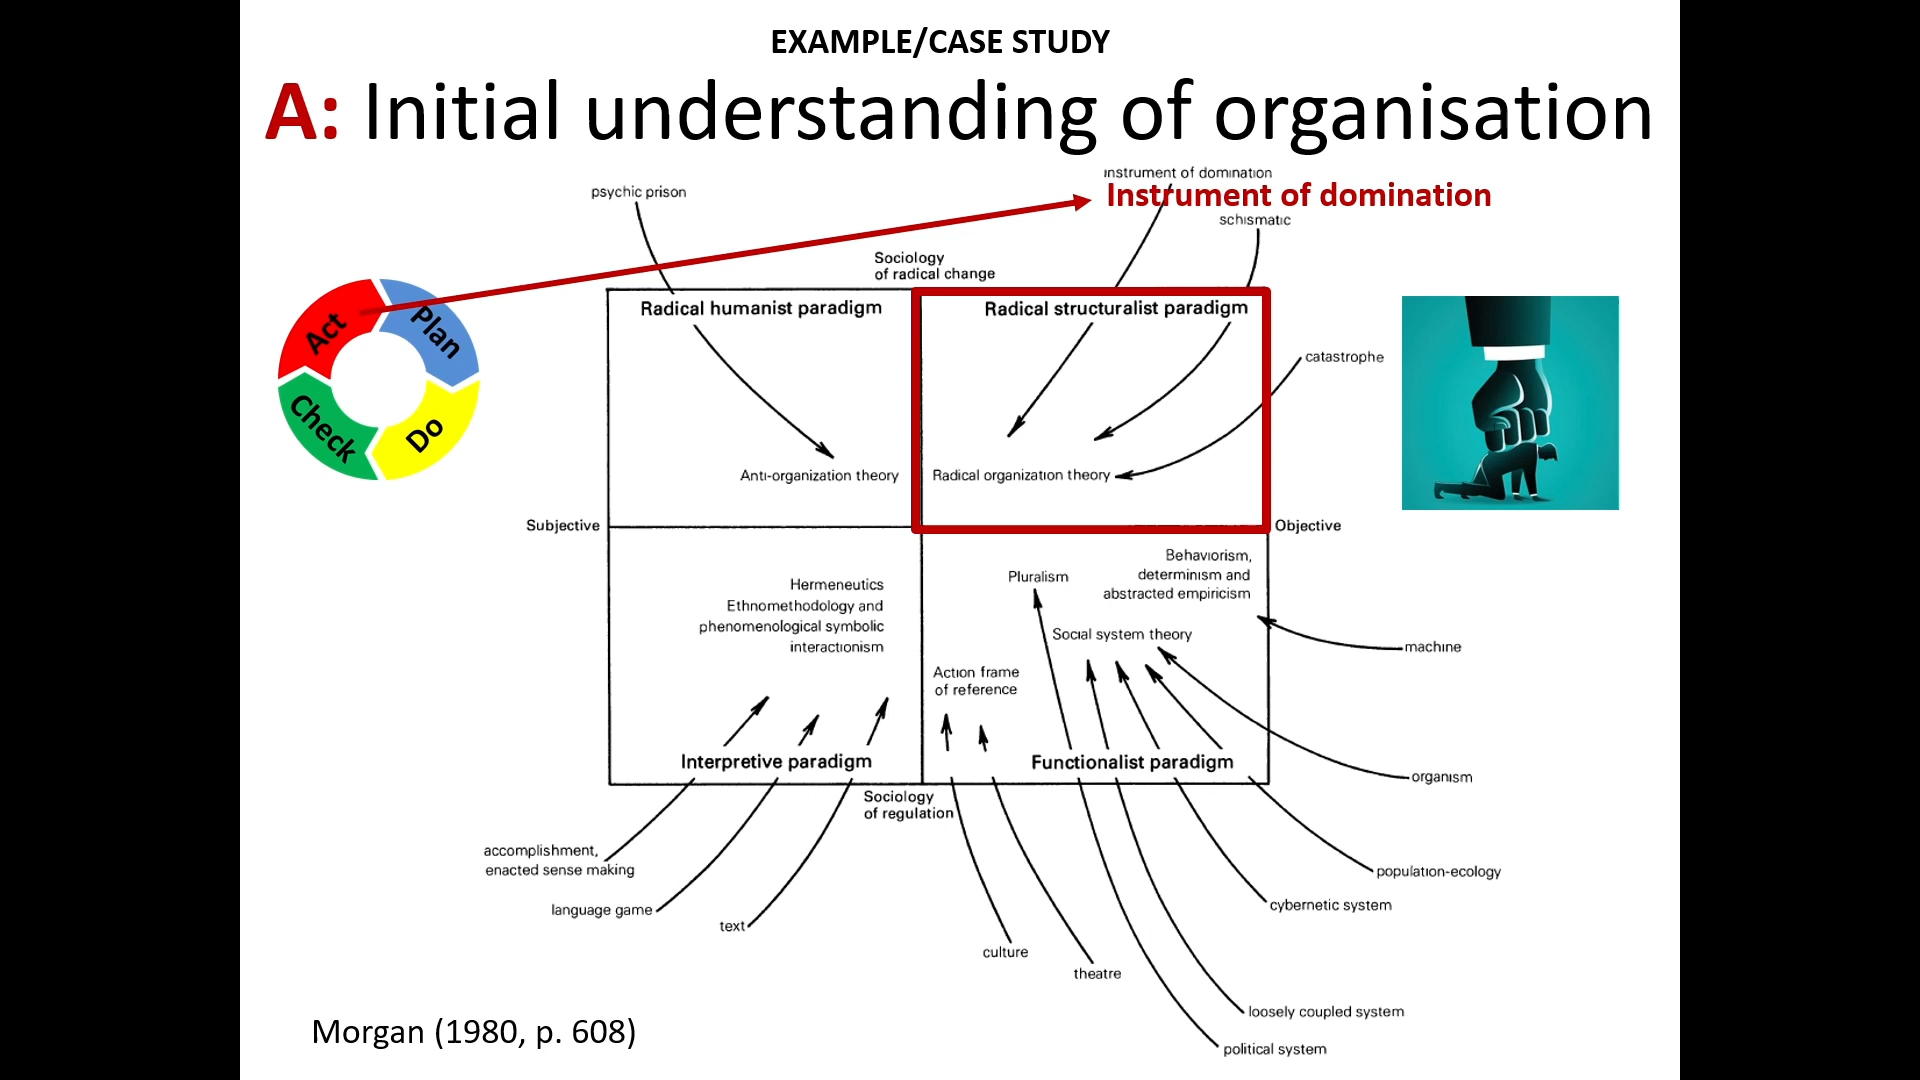 EXAMPLE/CASE STUDY
A: Initial understanding of organisation
psychic prison
instrument of domination
Instrument of domination
schismatic
Sociology
of radical change
Radical humanist paradigm
Radical structuralist paradigm
Act
Plan
Check
Do
catastrophe
Anti-organization theory
Radical organization theory
Subjective
Objective
Hermeneutics
Ethnomethodology and
phenomenological symbolic
interactionism
Pluralism
Behaviorism,
determinism and
abstracted empiricism
Social system theory
machine
Action frame
of reference
Interpretive paradigm
Functionalist paradigm
organism
Sociology
of regulation
accomplishment,
enacted sense making
language game
text
culture
theatre
population-ecology
cybernetic system
loosely coupled system
political system
Morgan (1980, p. 608)